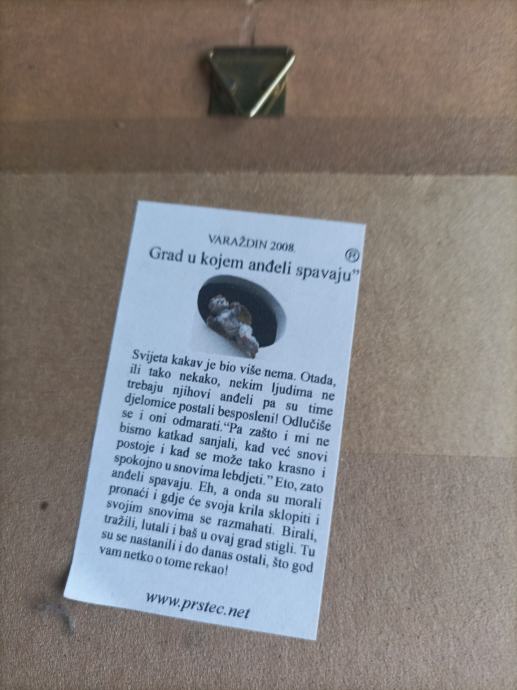 VARAŽDIN 2008.
®
Grad u kojem anđeli spavaju”
Svijeta kakav je bio više nema. Otada,
ili tako nekako, nekim ljudima ne
trebaju njihovi anđeli pa su time
djelomice postali besposleni! Odlučiše
se i oni odmarati.“Pa zašto i mi ne
bismo katkad sanjali, kad već snovi
postoje i kad se može tako krasno i
spokojno u snovima lebdjeti.” Eto, zato
anđeli spavaju. Eh, a onda su morali
pronaći i gdje će svoja krila sklopiti i
svojim snovima se razmahati. Birali,
tražili, lutali i baš u ovaj grad stigli. Tu
su se nastanili i do danas ostali, što god
vam netko o tome rekao!
www.prstec.net